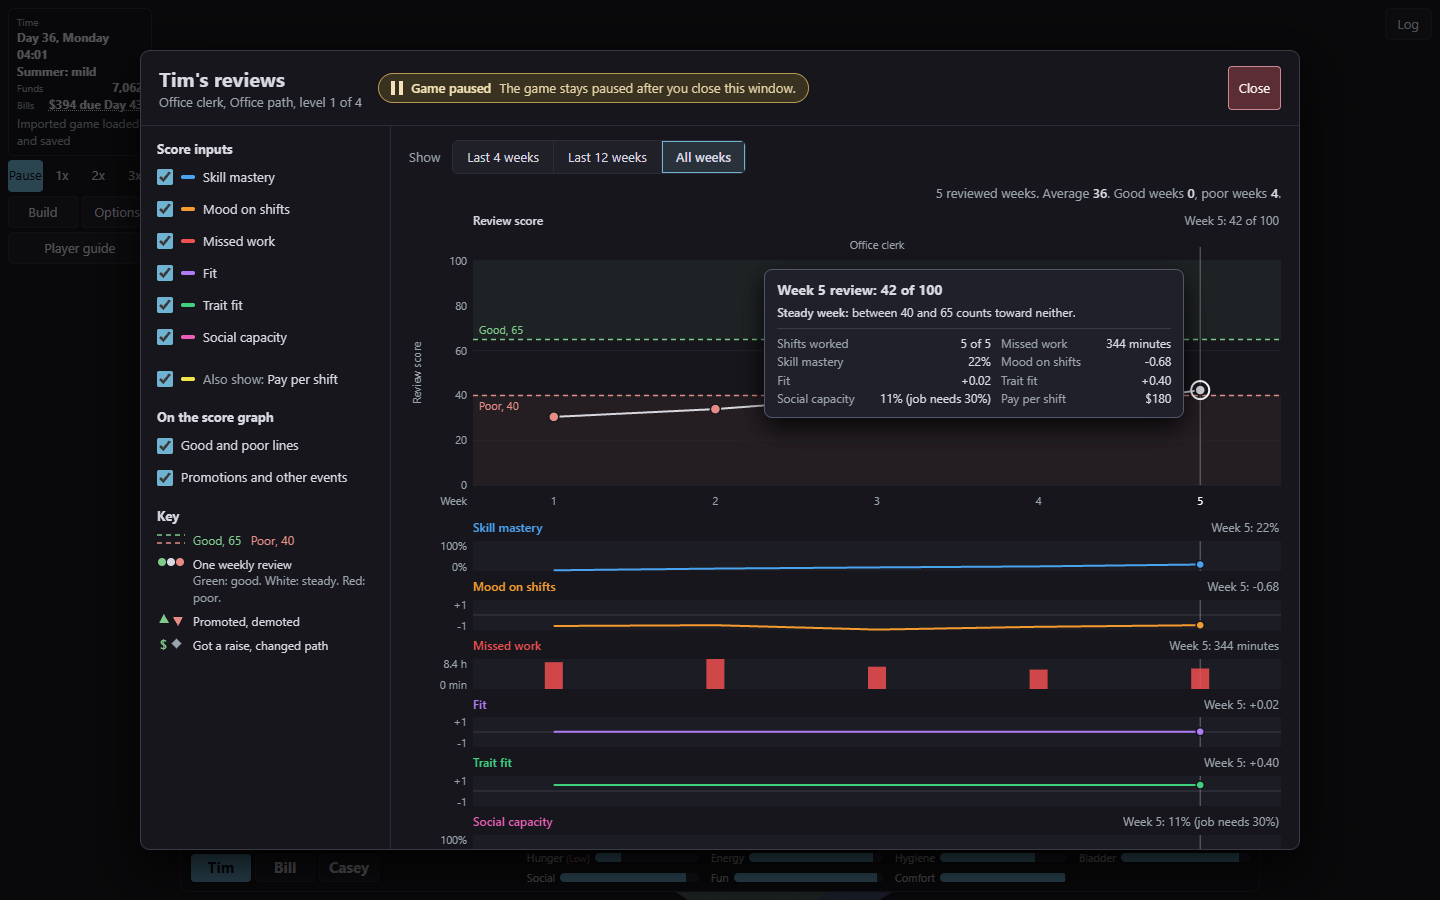 Time
Day 36, Monday
04:01
Summer: mild
Funds 7,062
Bills $394 due Day 43
Imported game loaded
and saved
Pause 1x 2x 3x
Build Options
Player guide
Log
Tim's reviews
Office clerk, Office path, level 1 of 4
Game paused The game stays paused after you close this window.
Close
Score inputs
Skill mastery
Mood on shifts
Missed work
Fit
Trait fit
Social capacity
Also show: Pay per shift
On the score graph
Good and poor lines
Promotions and other events
Key
Good, 65 Poor, 40
One weekly review
Green: good. White: steady. Red:
poor.
Promoted, demoted
$ Got a raise, changed path
Show Last 4 weeks Last 12 weeks All weeks
5 reviewed weeks. Average 36. Good weeks 0, poor weeks 4.
Review score Week 5: 42 of 100
Office clerk
Review score
100
80
60
40
20
0
Good, 65
Poor, 40
Week 5 review: 42 of 100
Steady week: between 40 and 65 counts toward neither.
Shifts worked 5 of 5 Missed work 344 minutes
Skill mastery 22% Mood on shifts -0.68
Fit +0.02 Trait fit +0.40
Social capacity 11% (job needs 30%) Pay per shift $180
Week 1 2 3 4 5
Skill mastery Week 5: 22%
100%
0%
Mood on shifts Week 5: -0.68
+1
-1
Missed work Week 5: 344 minutes
8.4 h
0 min
Fit Week 5: +0.02
+1
-1
Trait fit Week 5: +0.40
+1
-1
Social capacity Week 5: 11% (job needs 30%)
100%
Tim Bill Casey
Hunger (Low) Energy Hygiene Bladder
Social Fun Comfort